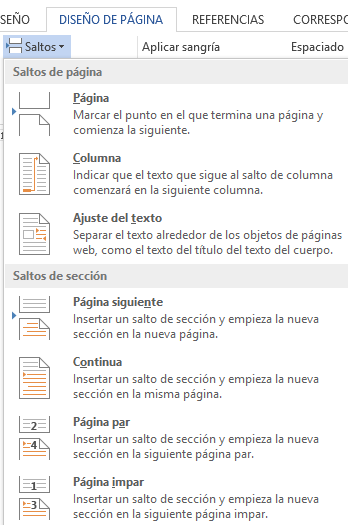 SEÑO DISEÑO DE PÁGINA REFERENCIAS CORRESPO
Saltos Aplicar sangría Espaciado
Saltos de página
Página
Marcar el punto en el que termina una página y
comienza la siguiente.
Columna
Indicar que el texto que sigue al salto de columna
comenzará en la siguiente columna.
Ajuste del texto
Separar el texto alrededor de los objetos de páginas
web, como el texto del título del texto del cuerpo.
Saltos de sección
Página siguiente
Insertar un salto de sección y empieza la nueva
sección en la nueva página.
Continua
Insertar un salto de sección y empieza la nueva
sección en la misma página.
2
4
Página par
Insertar un salto de sección y empieza la nueva
sección en la siguiente página par.
1
3
Página impar
Insertar un salto de sección y empieza la nueva
sección en la siguiente página impar.